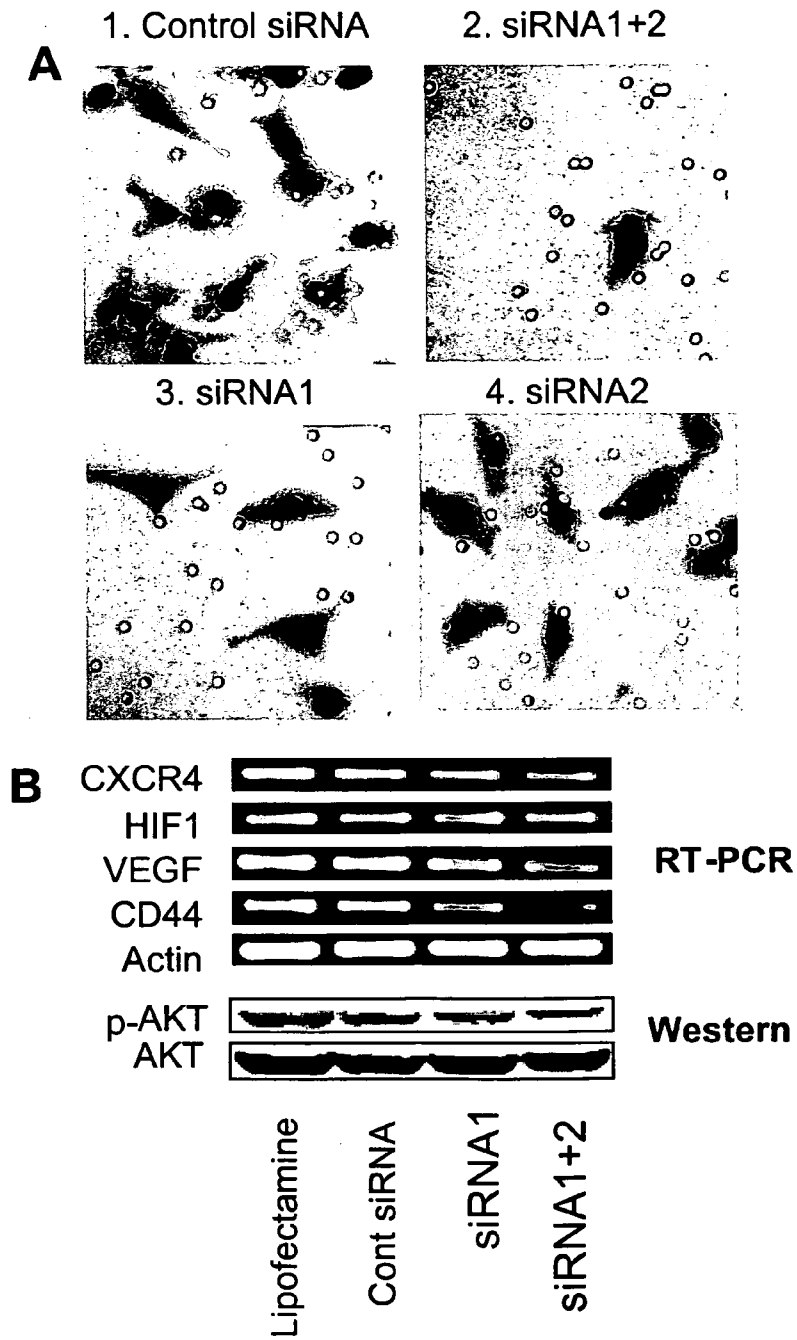 1. Control siRNA
2. siRNA1+2
A
3. siRNA1
4. siRNA2
B
CXCR4
HIF1
VEGF
CD44
Actin
RT-PCR
p-AKT
AKT
Western
Lipofectamine
Cont siRNA
siRNA1
siRNA1+2